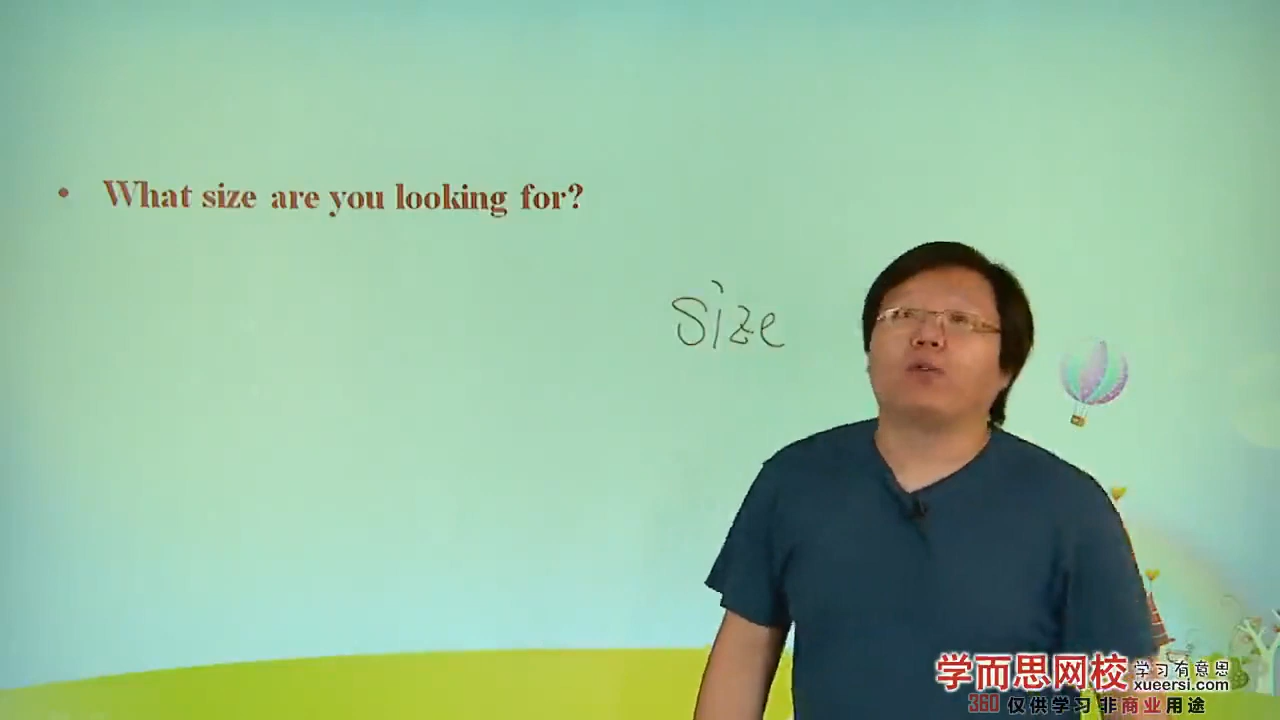 • What size are you looking for?
size
学而思网校 学习有意思
xueersi.com
360 仅供学习 非商业用途